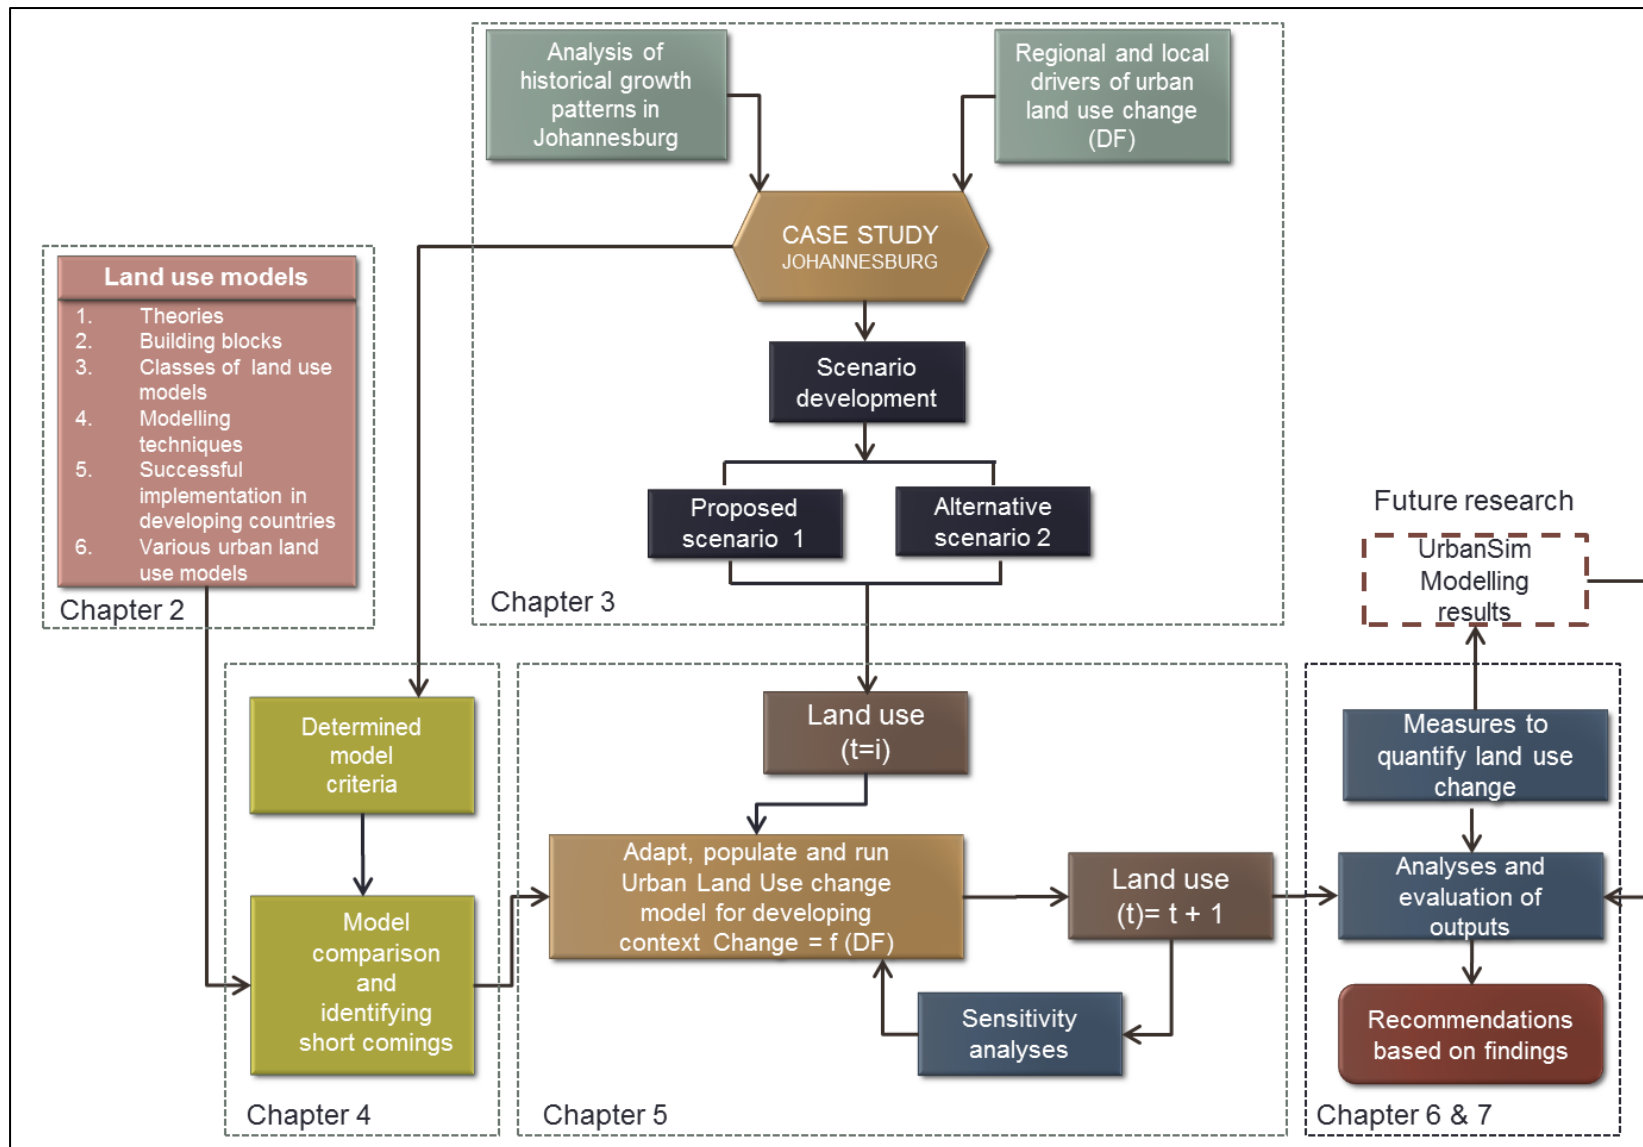 Analysis of
historical growth
patterns in
Johannesburg
Regional and local
drivers of urban
land use change
(DF)
CASE STUDY
JOHANNESBURG
Land use models
1. Theories
2. Building blocks
3. Classes of land use
models
4. Modelling
techniques
5. Successful
implementation in
developing countries
6. Various urban land
use models
Chapter 2
Scenario
development
Proposed
scenario 1
Alternative
scenario 2
Chapter 3
Future research
UrbanSim
Modelling
results
Determined
model
criteria
Model
comparison
and
identifying
short comings
Chapter 4
Land use
(t=i)
Adapt, populate and run
Urban Land Use change
model for developing
context Change = f (DF)
Land use
(t)= t + 1
Sensitivity
analyses
Chapter 5
Measures to
quantify land use
change
Analyses and
evaluation of
outputs
Recommendations
based on findings
Chapter 6 & 7